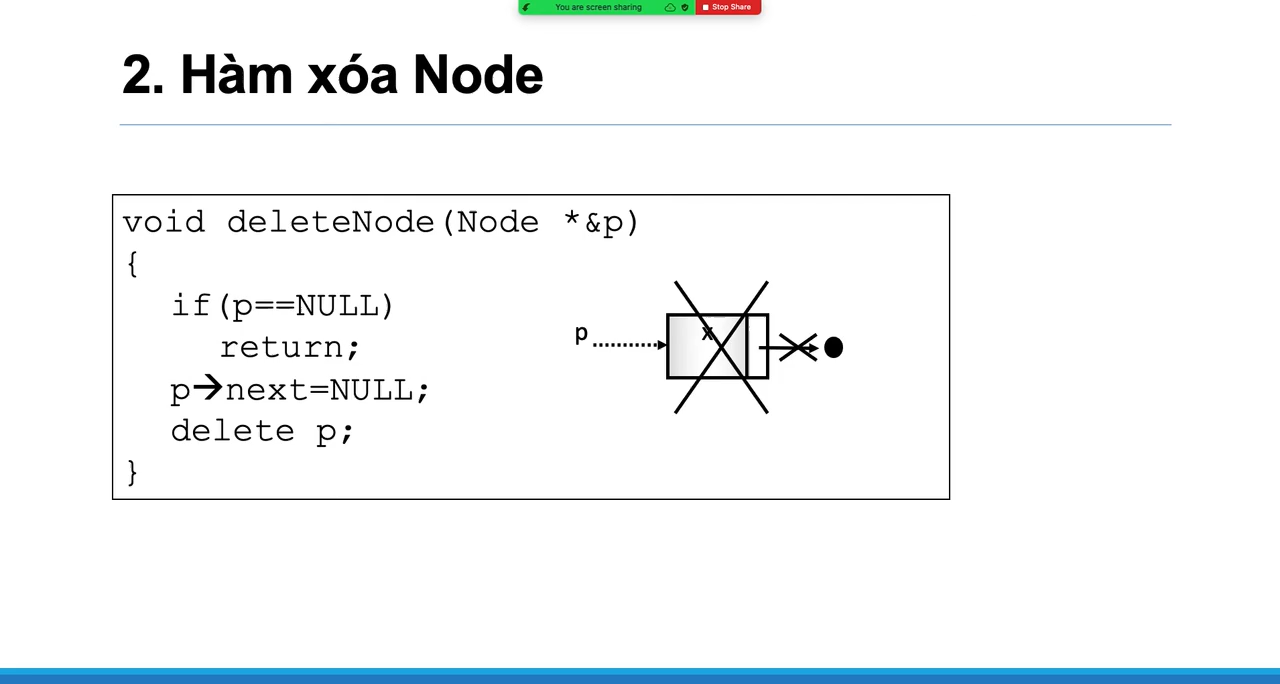 You are screen sharing Stop Share
2. Hàm xóa Node
void deleteNode(Node *&p)
{
if(p==NULL)
return;
p→next=NULL;
delete p;
}
p
x